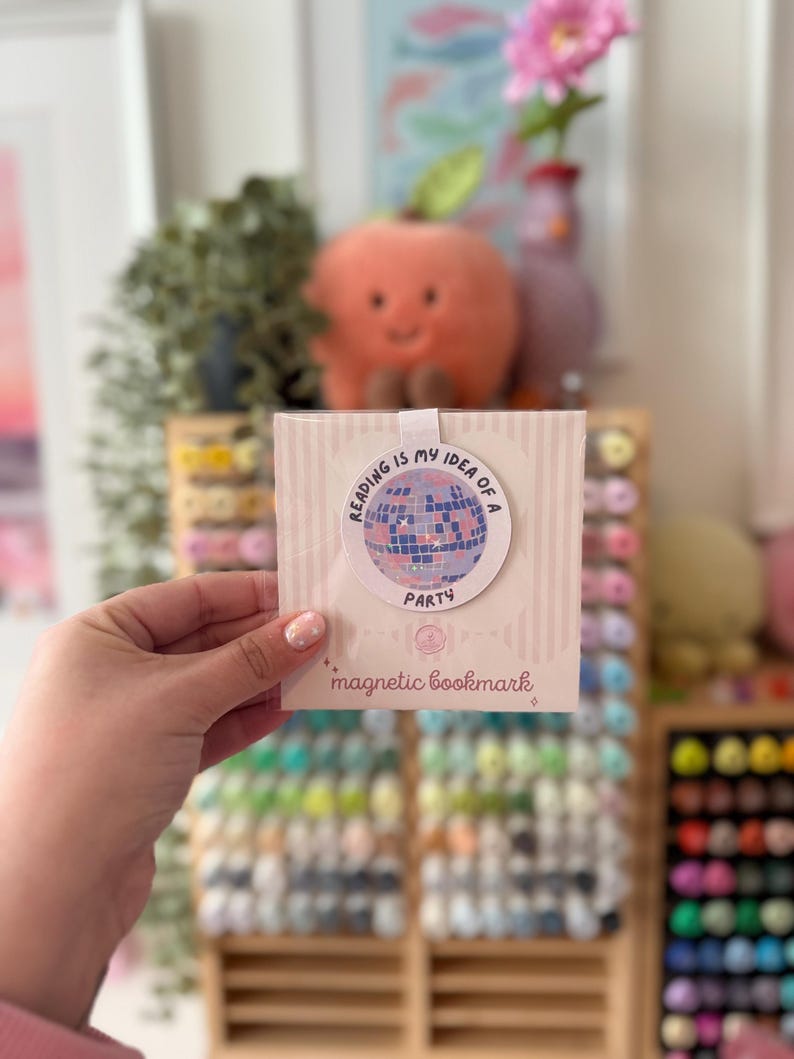 READING IS MY IDEA OF A
PARTY
magnetic bookmark